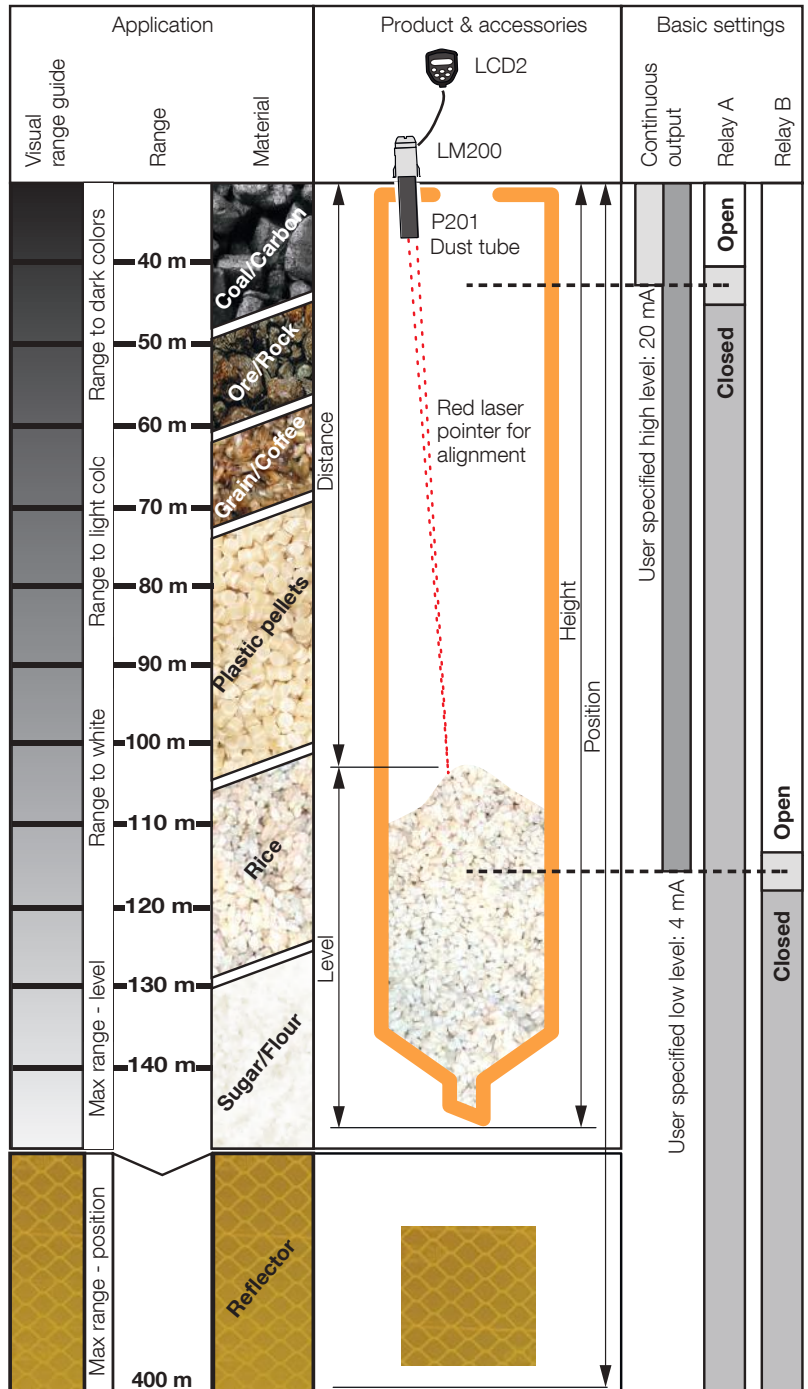 Application
Product & accessories
Basic settings
Visual
range guide
Range
Material
LCD2
LM200
P201
Dust tube
Continuous
output
Relay A
Relay B
Range to dark colors
Range to light colc
Range to white
Max range - level
Max range - position
40 m
50 m
60 m
70 m
80 m
90 m
100 m
110 m
120 m
130 m
140 m
400 m
Coal/Carbon
Ore/Rock
Grain/Coffee
Plastic pellets
Rice
Sugar/Flour
Reflector
Distance
Level
Red laser
pointer for
alignment
Height
Position
User specified high level: 20 mA
User specified low level: 4 mA
Open
Closed
Open
Closed